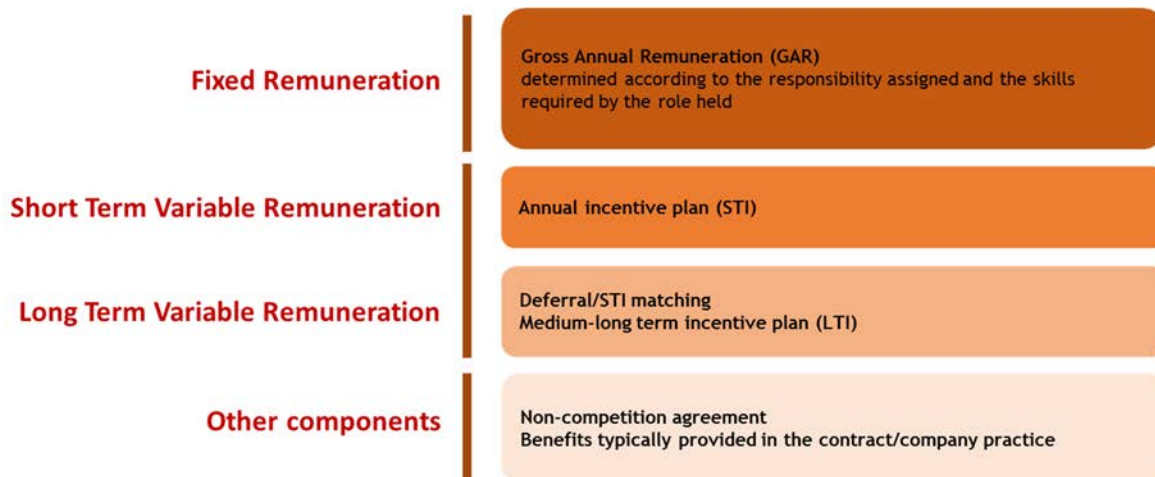 Fixed Remuneration
Gross Annual Remuneration (GAR)
determined according to the responsibility assigned and the skills
required by the role held
Short Term Variable Remuneration
Annual incentive plan (STI)
Long Term Variable Remuneration
Deferral/STI matching
Medium-long term incentive plan (LTI)
Other components
Non-competition agreement
Benefits typically provided in the contract/company practice